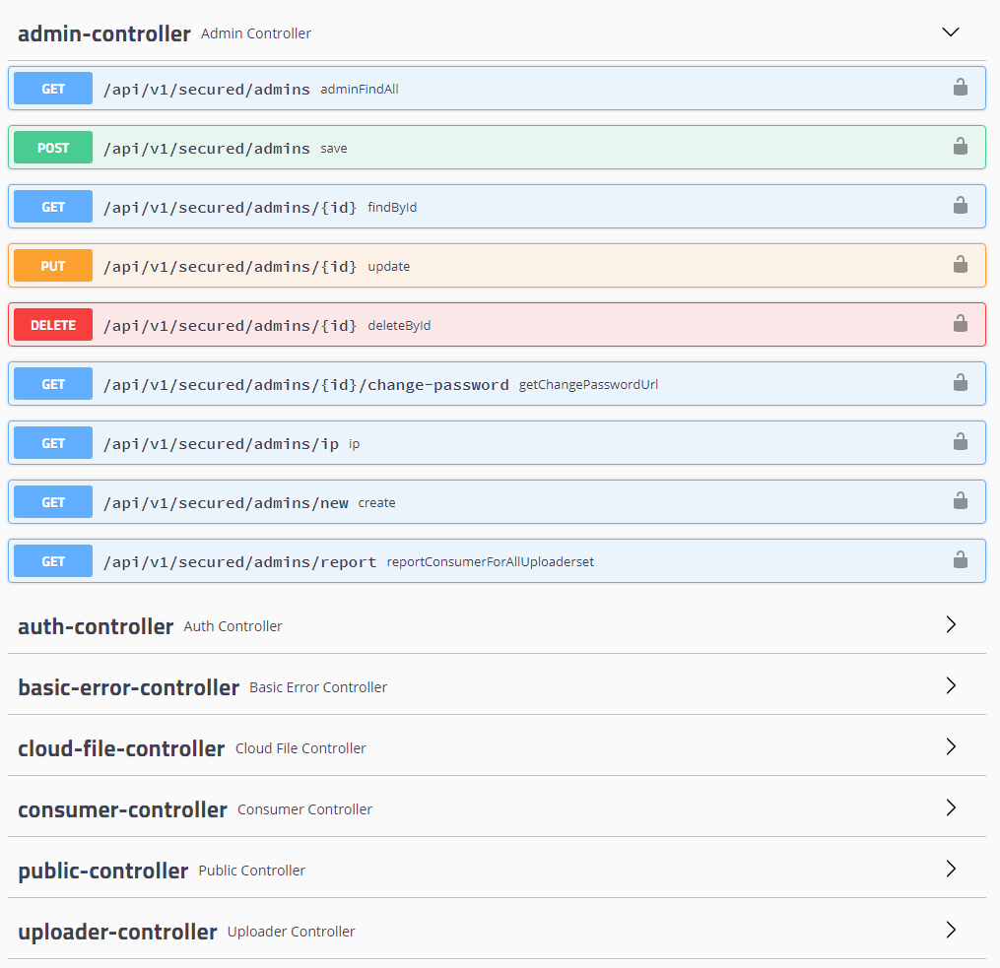 admin-controller Admin Controller
GET /api/v1/secured/admins adminFindAll
POST /api/v1/secured/admins save
GET /api/v1/secured/admins/{id} findById
PUT /api/v1/secured/admins/{id} update
DELETE /api/v1/secured/admins/{id} deleteById
GET /api/v1/secured/admins/{id}/change-password getChangePasswordUrl
GET /api/v1/secured/admins/ip ip
GET /api/v1/secured/admins/new create
GET /api/v1/secured/admins/report reportConsumerForAllUploaderset
auth-controller Auth Controller
basic-error-controller Basic Error Controller
cloud-file-controller Cloud File Controller
consumer-controller Consumer Controller
public-controller Public Controller
uploader-controller Uploader Controller